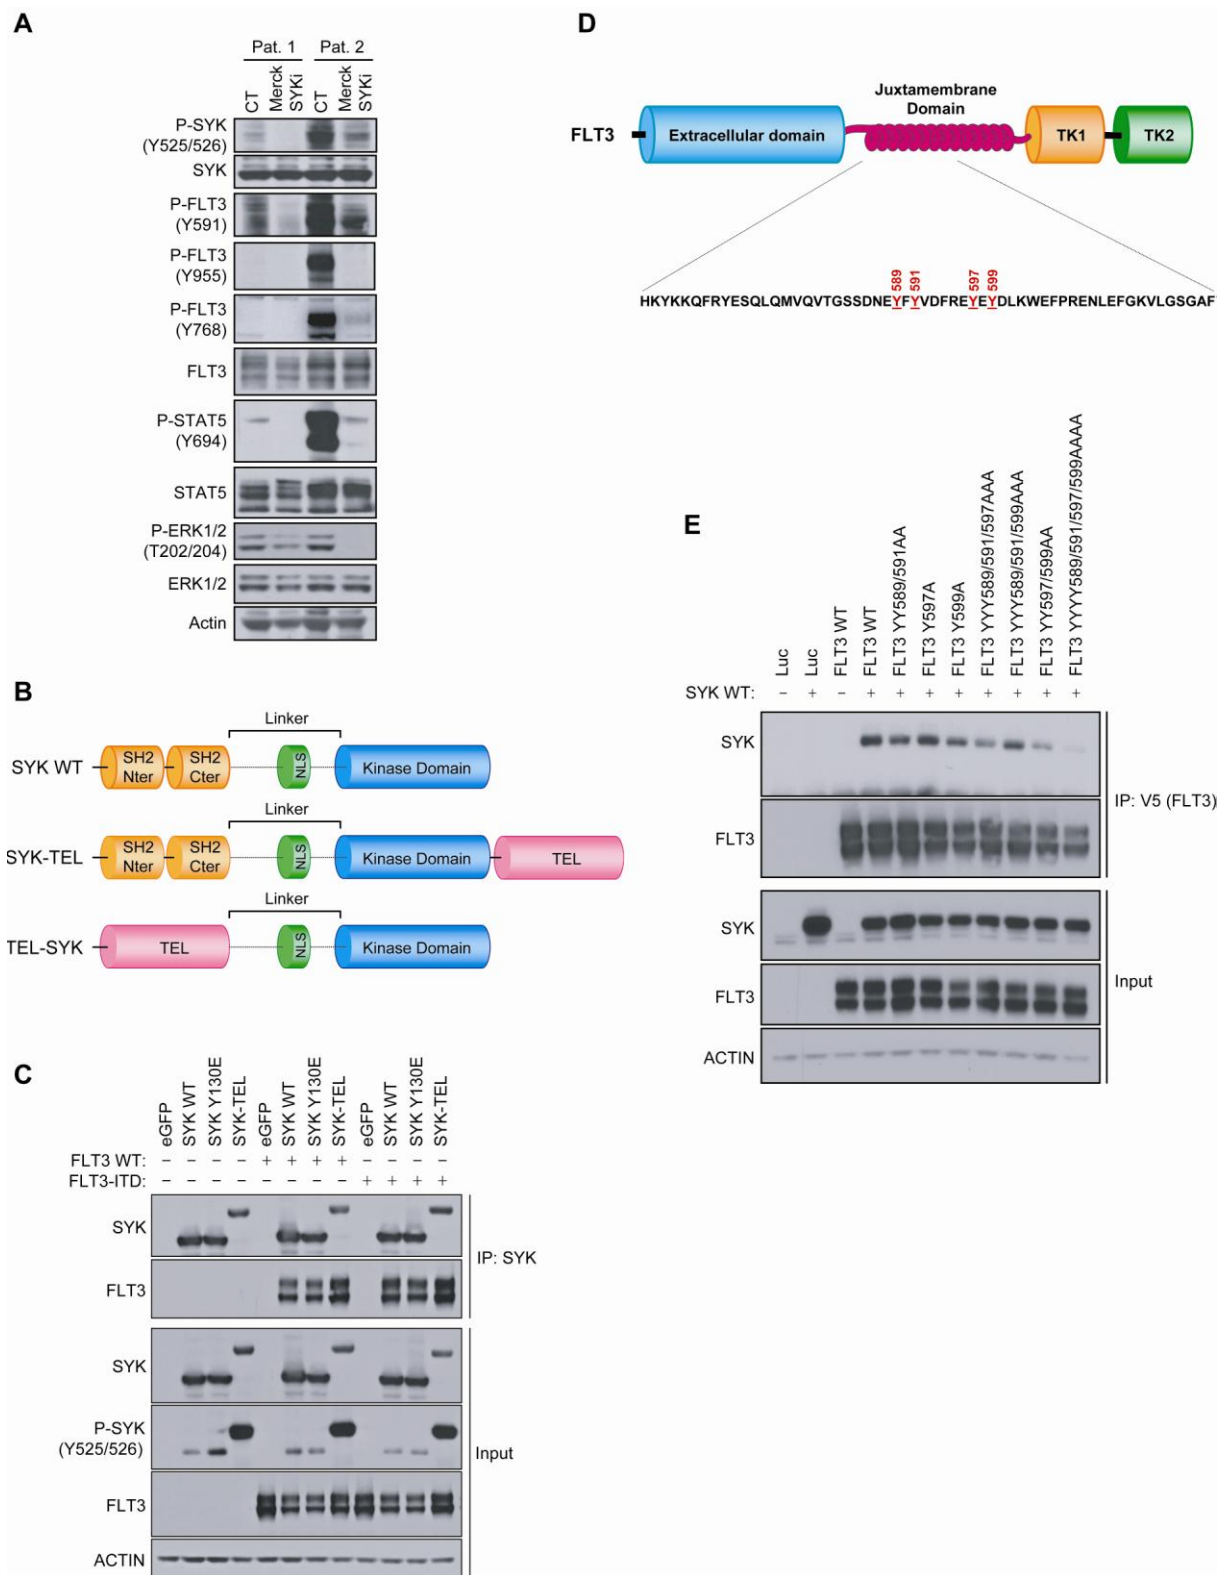 A
Pat. 1 Pat. 2
CT Merck SYKi CT Merck SYKi
P-SYK
(Y525/526)
SYK
P-FLT3
(Y591)
P-FLT3
(Y955)
P-FLT3
(Y768)
FLT3
P-STAT5
(Y694)
STAT5
P-ERK1/2
(T202/204)
ERK1/2
Actin
B
Linker
SYK WT
SH2
Nter
SH2
Cter
NLS
Kinase Domain
Linker
SYK-TEL
SH2
Nter
SH2
Cter
NLS
Kinase Domain
TEL
Linker
TEL-SYK
TEL
NLS
Kinase Domain
C
eGFP SYK WT SYK Y130E SYK-TEL eGFP SYK WT SYK Y130E SYK-TEL eGFP SYK WT SYK Y130E SYK-TEL
FLT3 WT: – – – – + + + + – – – –
FLT3-ITD: – – – – – – – – + + + +
SYK
FLT3
IP: SYK
SYK
P-SYK
(Y525/526)
FLT3
ACTIN
Input
D
Juxtamembrane
Domain
FLT3
Extracellular domain
TK1
TK2
589 591 597 599
HKYKKQFRYESQLQMVQVTGSSDNEYFYVDFREYEYDLKWEFPRENLEFGKVLGSGAF
E
Luc Luc FLT3 WT FLT3 WT FLT3 YY589/591AA FLT3 Y597A FLT3 Y599A FLT3 YYY589/591/597AAA FLT3 YYY589/591/599AAA FLT3 YY597/599AA FLT3 YYYY589/591/597/599AAAA
SYK WT: – + – + + + + + + + +
SYK
FLT3
IP: V5 (FLT3)
SYK
FLT3
ACTIN
Input